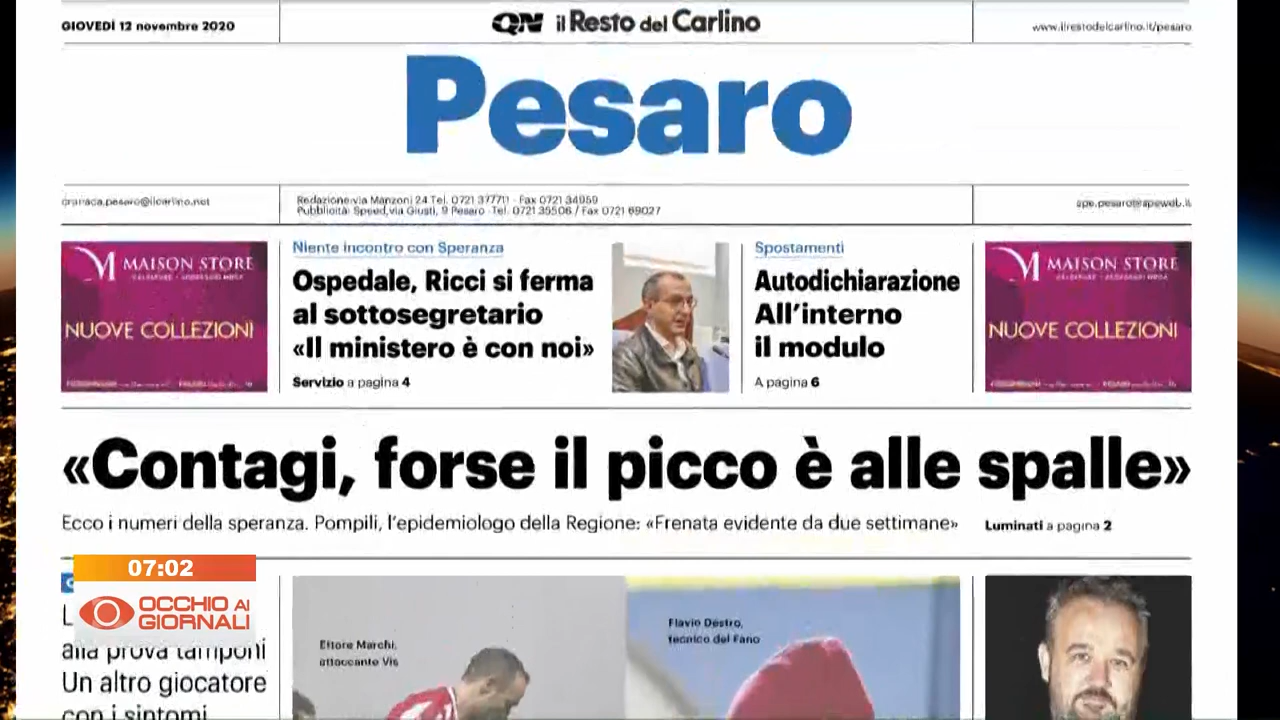 GIOVEDÌ 12 novembre 2020
QN il Resto del Carlino
www.ilrestodelcarlino.it/pesaro
Pesaro
cronaca.pesaro@ilcarlino.net
Redazione: via Manzoni 24 Tel. 0721 377711 - Fax 0721 34959
Pubblicità: Speed, via Giusti, 9 Pesaro Tel. 0721 35506 / Fax 0721 69027
spe.pesaro@speweb.it
MAISON STORE
NUOVE COLLEZIONI
Niente incontro con Speranza
Ospedale, Ricci si ferma
al sottosegretario
«Il ministero è con noi»
Servizio a pagina 4
Spostamenti
Autodichiarazione
All'interno
il modulo
A pagina 6
MAISON STORE
NUOVE COLLEZIONI
«Contagi, forse il picco è alle spalle»
Ecco i numeri della speranza. Pompili, l'epidemiologo della Regione: «Frenata evidente da due settimane»
Luminati a pagina 2
07:02
OCCHIO AI
GIORNALI
alla prova tamponi
Un altro giocatore
con i sintomi
Ettore Marchi,
attaccante Vis
Flavio Destro,
tecnico del Fano